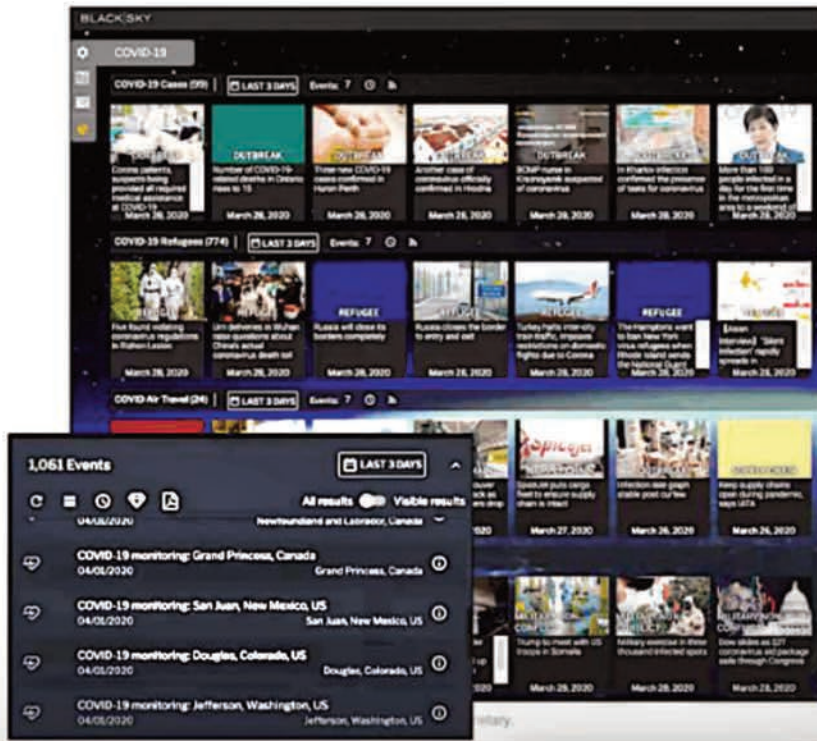 BLACK SKY
COVID-19
COVID-19 Cases (99) | LAST 3 DAYS Events: 7
OUTBREAK
Corona patients, suspects being provided all required medical assistance at COVID-19
March 28, 2020
OUTBREAK
Number of COVID-19-related deaths in Ontario rises to 15
March 28, 2020
OUTBREAK
Three new COVID-19 cases confirmed in Huron Perth
March 28, 2020
OUTBREAK
Another case of coronavirus officially confirmed in Hrodna
March 28, 2020
OUTBREAK
nurse in suspected of coronavirus
March 28, 2020
OUTBREAK
In Kharkov infection confirmed the presence of tests for coronavirus
March 28, 2020
OUTBREAK
More than 100 people infected in a day for the first time in the metropolitan area to a weekend of
March 28, 2020
COVID-19 Refugees (774) | LAST 3 DAYS Events: 7
REFUGEE
Five found violating coronavirus regulations in
March 28, 2020
REFUGEE
Urn deliveries in Wuhan raise questions about China's actual coronavirus death toll
March 28, 2020
REFUGEE
Russia will close its borders completely
March 28, 2020
REFUGEE
Russia closes the border to entry and exit
March 28, 2020
REFUGEE
Turkey halts inter-city train traffic, imposes restrictions on domestic flights due to Corona
March 28, 2020
REFUGEE
The Hamptons want to ban New York virus refugees when Rhode Island sends the National Guard
March 28, 2020
REFUGEE
[Asian Interview] "Silent infection" rapidly spreads in
March 28, 2020
COVID Air Travel (24) | LAST 3 DAYS Events: 7
spicejet
SpiceJet puts cargo fleet to ensure supply chain is intact
March 27, 2020
Infection rate graph stable post curfew
March 28, 2020
Keep supply chains open during pandemic, says IATA
March 28, 2020
Trump to meet with US troops in Somalia
March 28, 2020
Military exercise in three thousand infected spots
March 28, 2020
coronavirus aid package sails through Congress
March 28, 2020
1,061 Events
LAST 3 DAYS
All results Visible results
04/01/2020 Newfoundland and Labrador, Canada
COVID-19 monitoring: Grand Princess, Canada
04/01/2020 Grand Princess, Canada
COVID-19 monitoring: San Juan, New Mexico, US
04/01/2020 San Juan, New Mexico, US
COVID-19 monitoring: Douglas, Colorado, US
04/01/2020 Douglas, Colorado, US
COVID-19 monitoring: Jefferson, Washington, US
04/01/2020 Jefferson, Washington, US